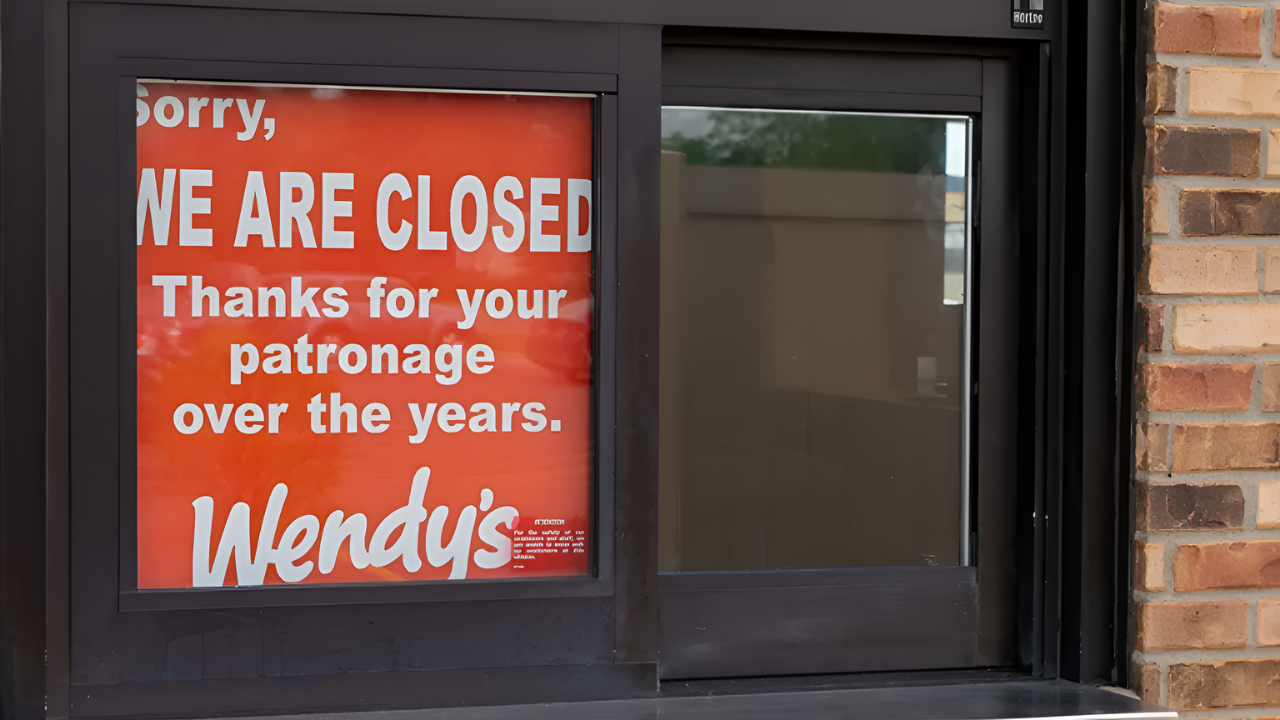 Sorry,
WE ARE CLOSED
Thanks for your
patronage
over the years.
Wendy's